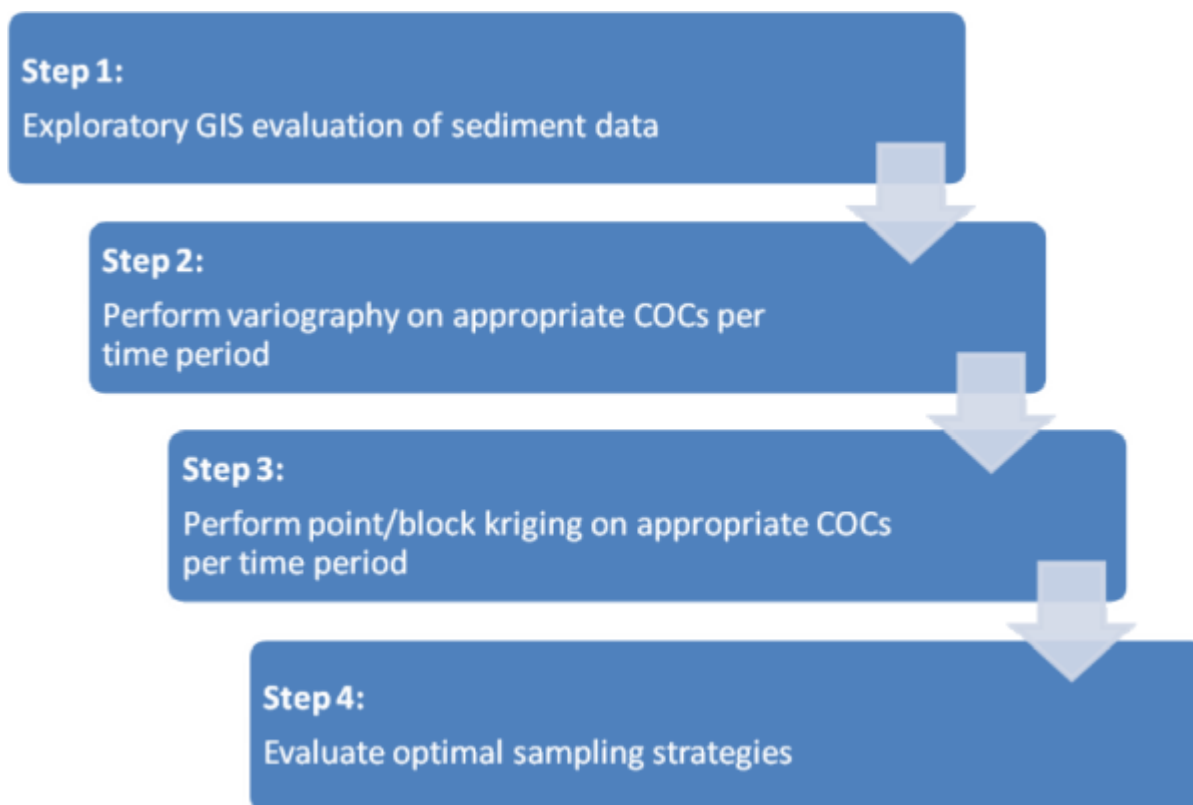 Step 1:
Exploratory GIS evaluation of sediment data
Step 2:
Perform variography on appropriate COCs per
time period
Step 3:
Perform point/block kriging on appropriate COCs
per time period
Step 4:
Evaluate optimal sampling strategies